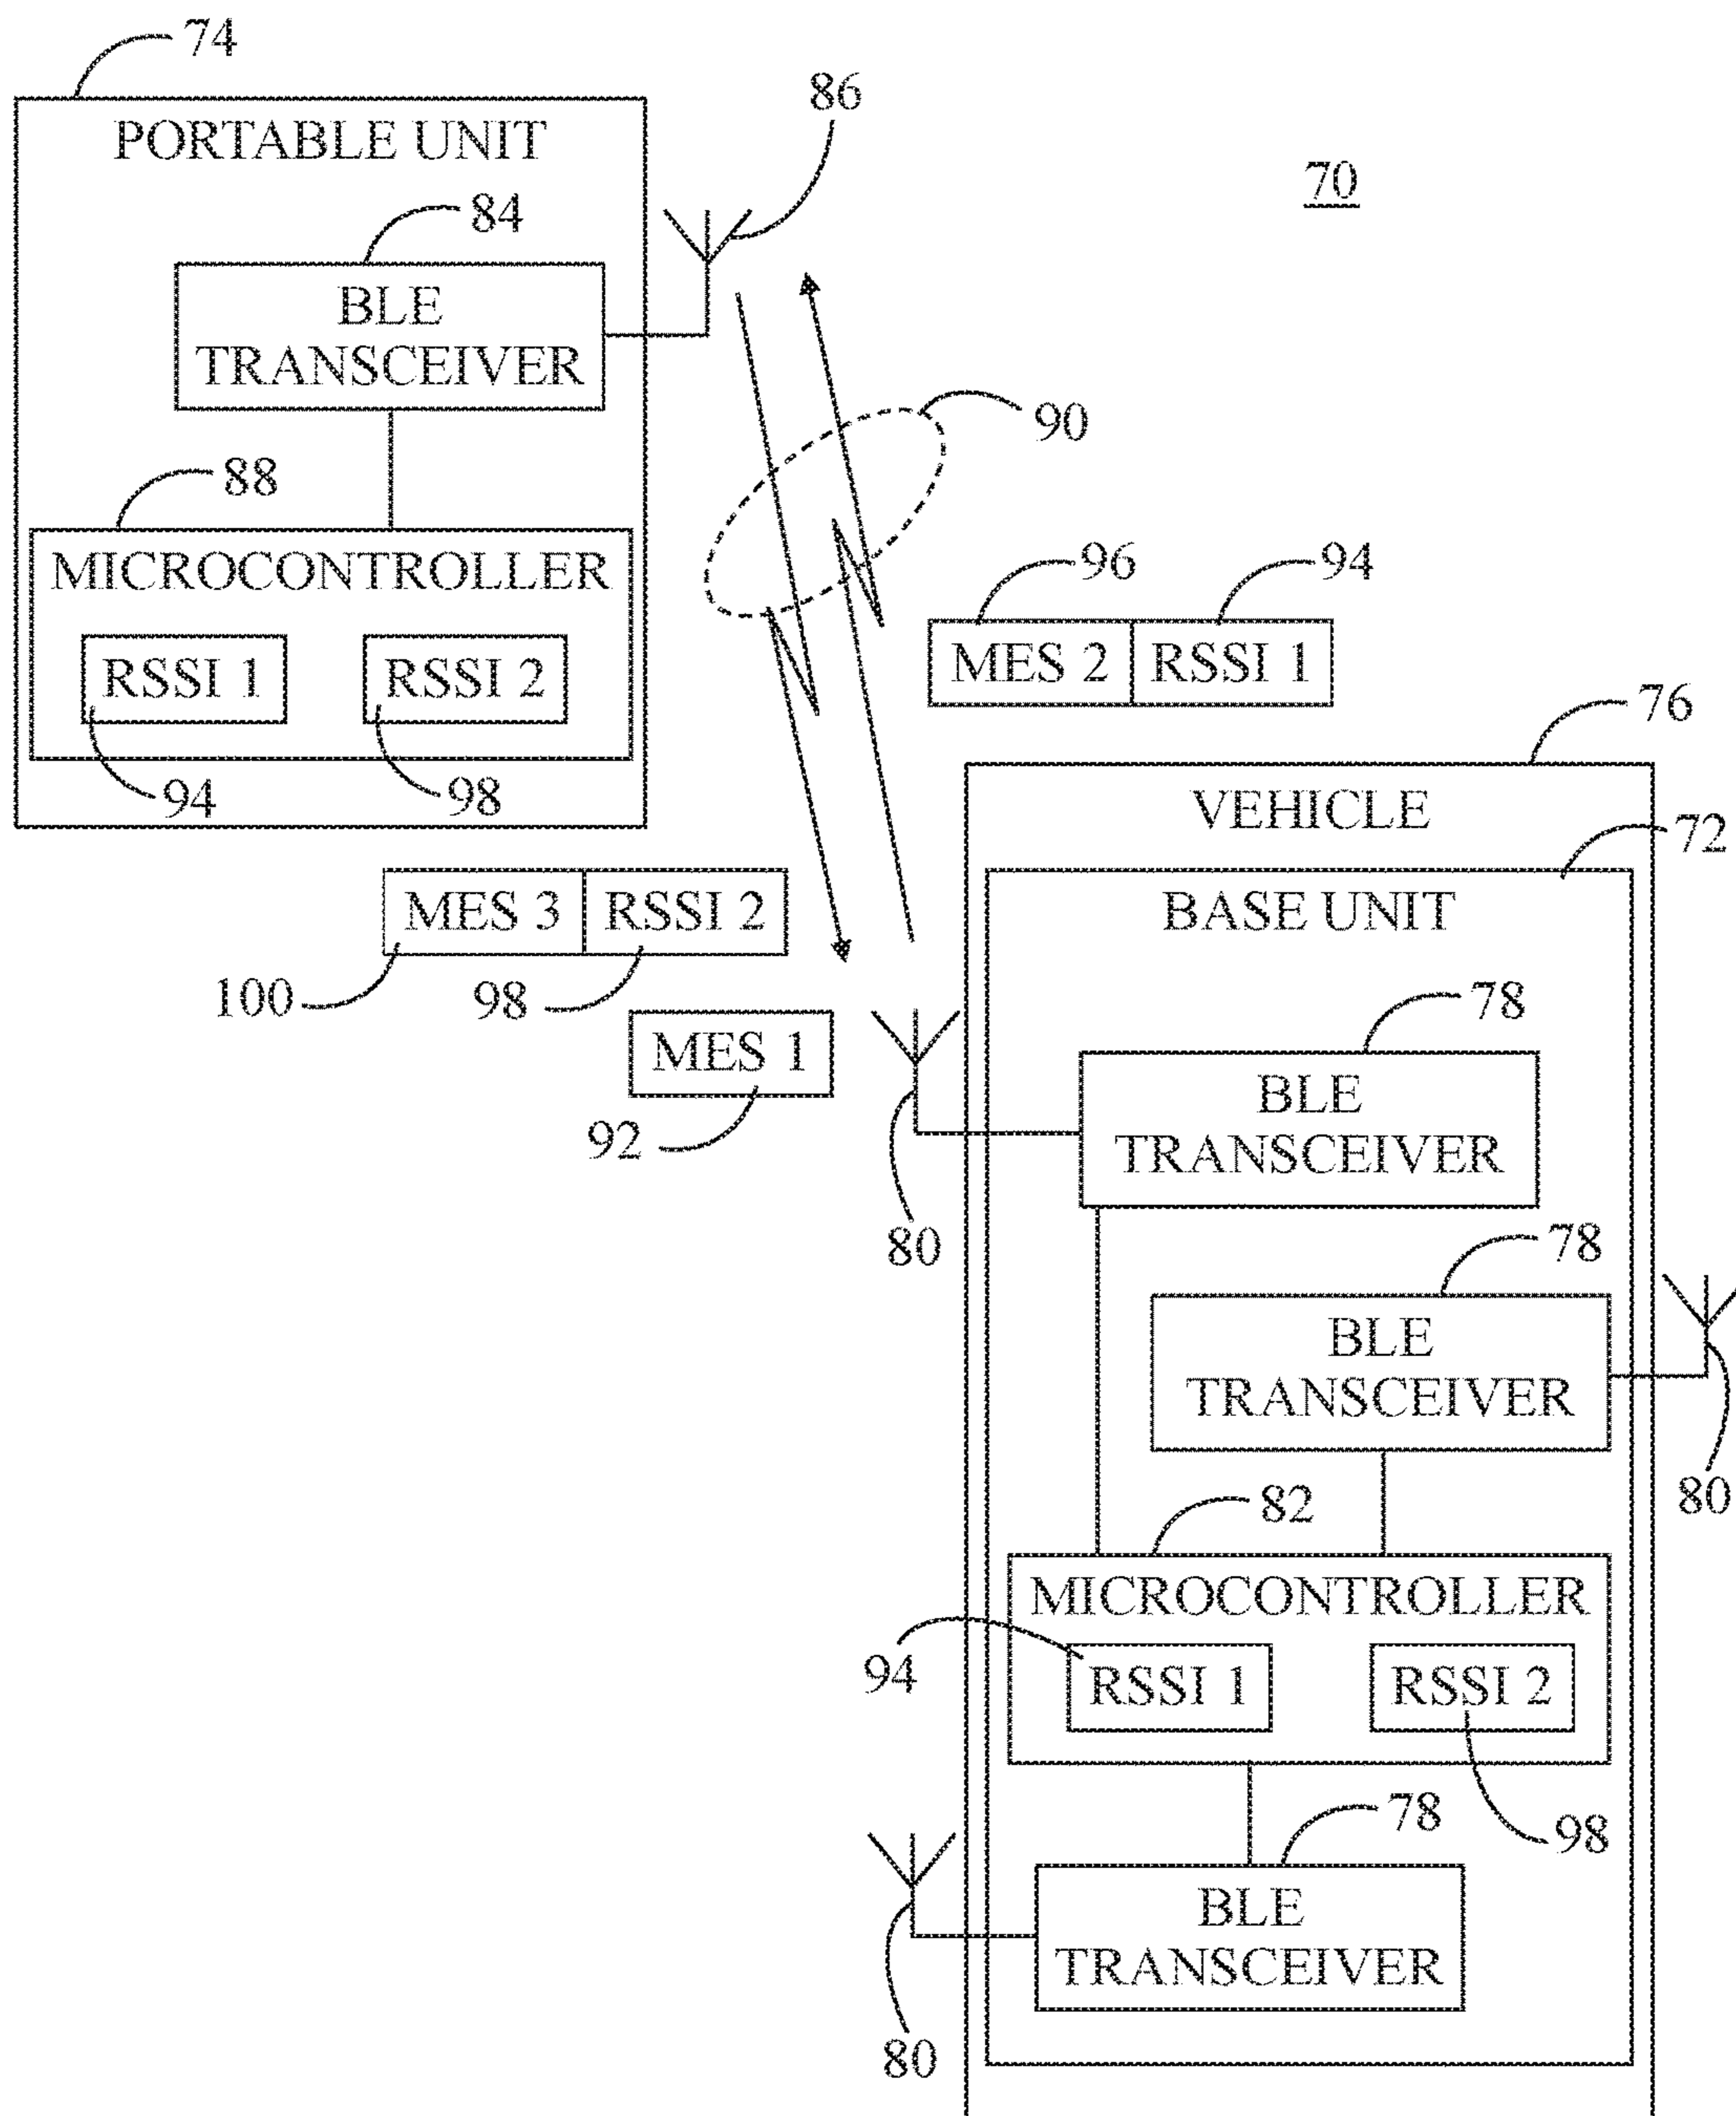 74
PORTABLE UNIT
86
70
84
BLE
TRANSCEIVER
90
88
MICROCONTROLLER
RSSI 1
RSSI 2
94
98
96
94
MES 2
RSSI 1
76
VEHICLE
72
BASE UNIT
MES 3
RSSI 2
100
98
MES 1
92
78
BLE
TRANSCEIVER
80
78
BLE
TRANSCEIVER
80
82
MICROCONTROLLER
94
RSSI 1
RSSI 2
98
78
BLE
TRANSCEIVER
80